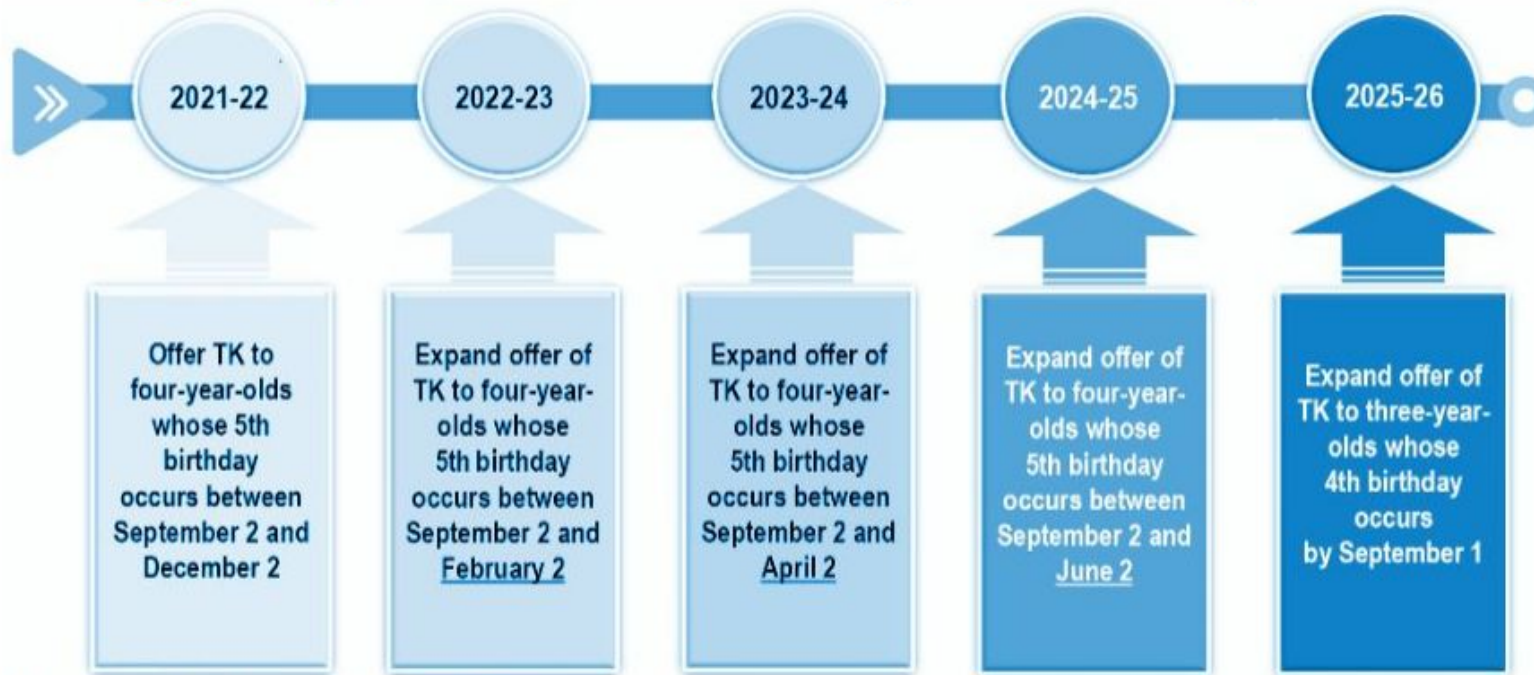 2021-22
2022-23
2023-24
2024-25
2025-26
Offer TK to
four-year-olds
whose 5th
birthday
occurs between
September 2 and
December 2
Expand offer of
TK to four-year-
olds whose
5th birthday
occurs between
September 2 and
February 2
Expand offer of
TK to four-year-
olds whose
5th birthday
occurs between
September 2 and
April 2
Expand offer of
TK to four-year-
olds whose
5th birthday
occurs between
September 2 and
June 2
Expand offer of
TK to three-year-
olds whose
4th birthday
occurs
by September 1